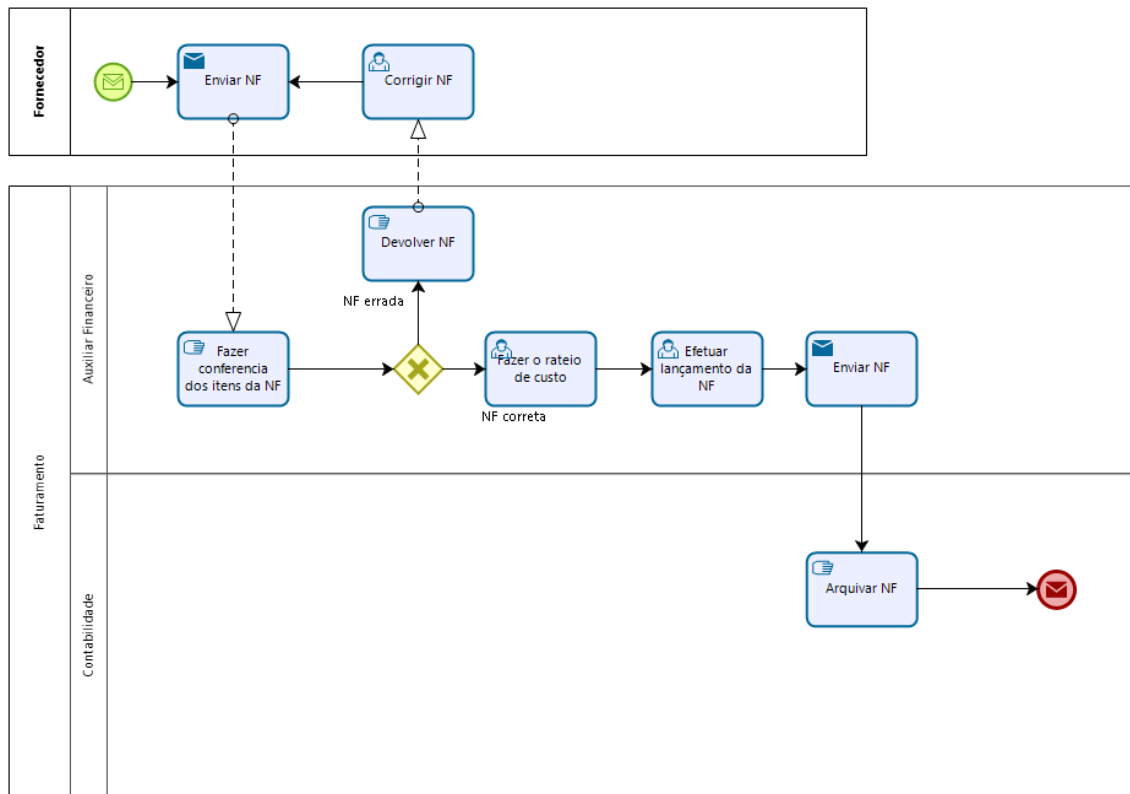 Fornecedor
Enviar NF
Corrigir NF
Faturamento
Auxiliar Financeiro
Devolver NF
NF errada
Fazer
conferencia
dos itens da NF
Fazer o rateio
de custo
NF correta
Efetuar
lançamento da
NF
Enviar NF
Contabilidade
Arquivar NF